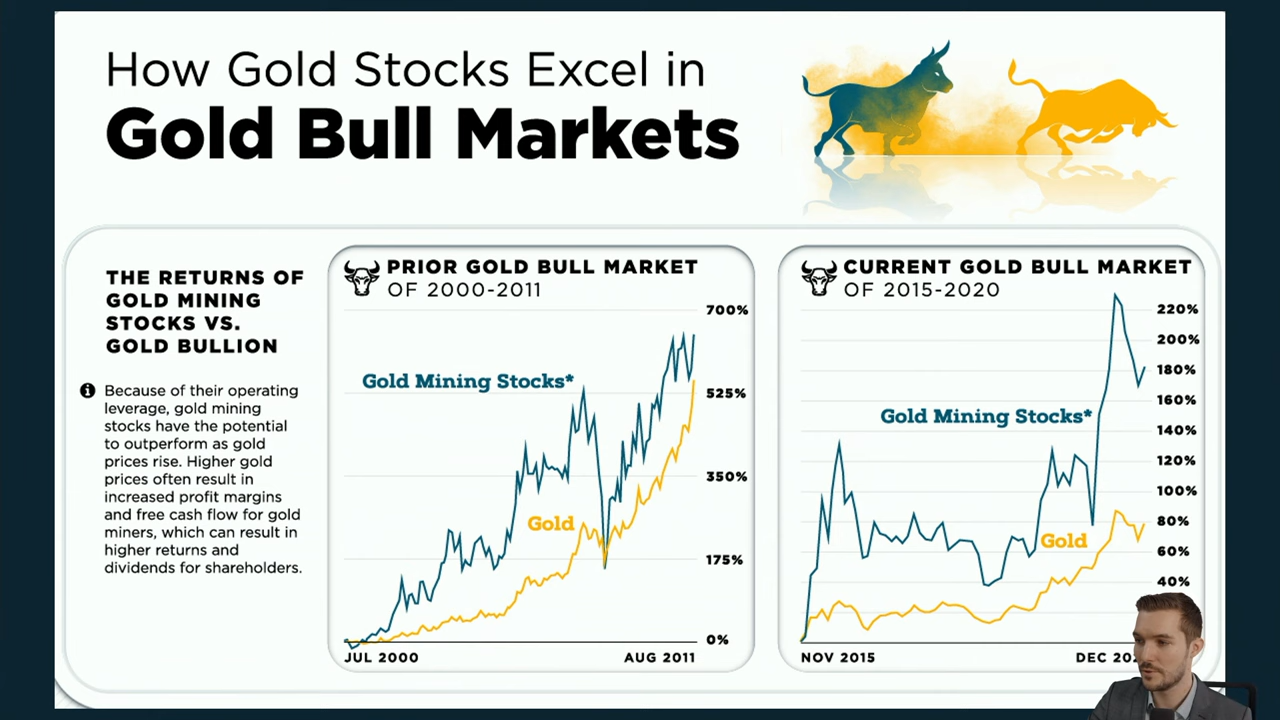 How Gold Stocks Excel in
Gold Bull Markets
THE RETURNS OF
GOLD MINING
STOCKS VS.
GOLD BULLION
Because of their operating
leverage, gold mining
stocks have the potential
to outperform as gold
prices rise. Higher gold
prices often result in
increased profit margins
and free cash flow for gold
miners, which can result in
higher returns and
dividends for shareholders.
PRIOR GOLD BULL MARKET
OF 2000-2011
700%
Gold Mining Stocks*
525%
350%
Gold
175%
0%
JUL 2000
AUG 2011
CURRENT GOLD BULL MARKET
OF 2015-2020
220%
200%
180%
160%
Gold Mining Stocks*
140%
120%
100%
80%
Gold
60%
40%
NOV 2015
DEC